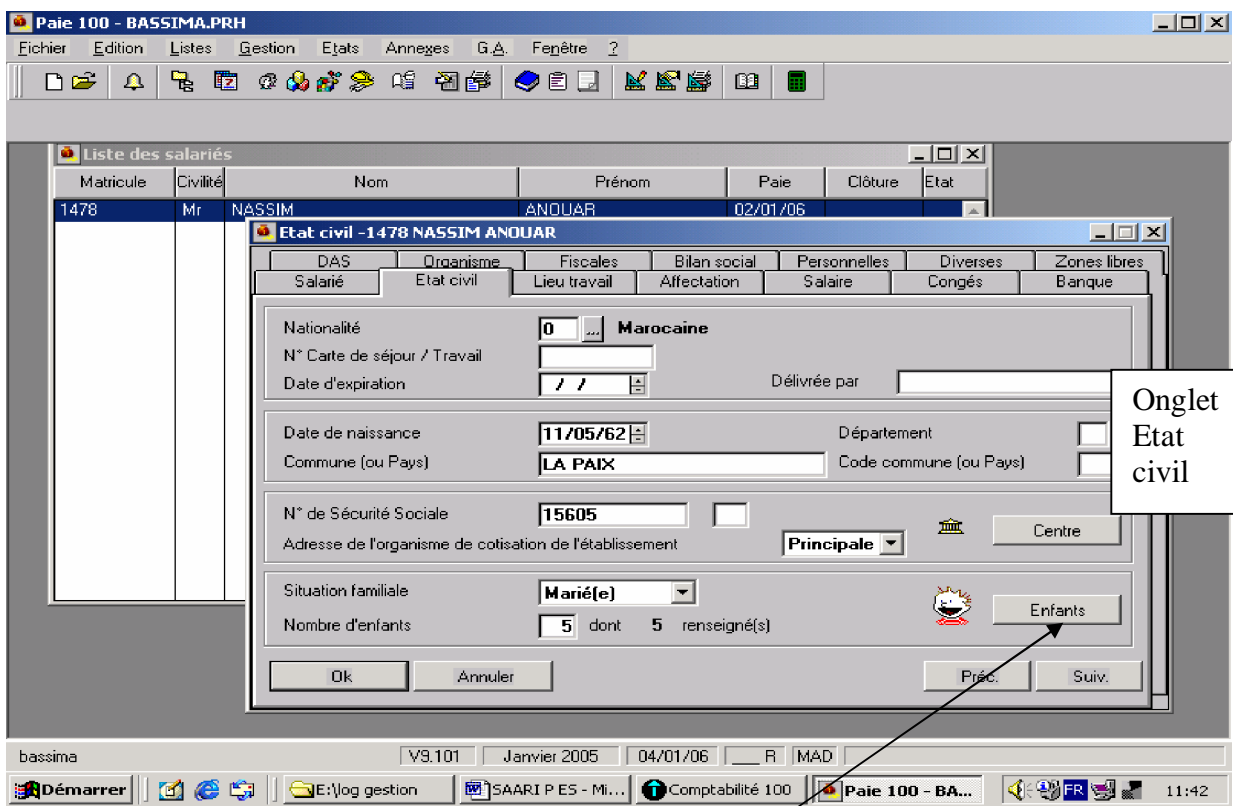 Paie 100 - BASSIMA.PRH
Fichier Edition Listes Gestion Etats Annexes G.A. Fenêtre ?
Liste des salariés
Matricule Civilité Nom Prénom Paie Clôture Etat
1478 Mr NASSIM ANOUAR 02/01/06
Etat civil -1478 NASSIM ANOUAR
DAS Organisme Fiscales Bilan social Personnelles Diverses Zones libres
Salarié Etat civil Lieu travail Affectation Salaire Congés Banque
Nationalité 0 ... Marocaine
N° Carte de séjour / Travail
Date d'expiration / / Délivrée par
Onglet
Etat
civil
Date de naissance 11/05/62 Département
Commune (ou Pays) LA PAIX Code commune (ou Pays)
N° de Sécurité Sociale 15605
Adresse de l'organisme de cotisation de l'établissement Principale Centre
Situation familiale Marié(e)
Nombre d'enfants 5 dont 5 renseigné(s) Enfants
Ok Annuler Préc. Suiv.
bassima V9.101 Janvier 2005 04/01/06 ___ R MAD
Démarrer E:\log gestion SAARI P ES - Mi... Comptabilité 100 Paie 100 - BA... FR 11:42